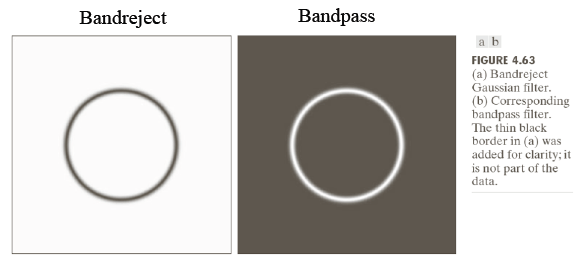 Bandreject
Bandpass
a b
FIGURE 4.63
(a) Bandreject
Gaussian filter.
(b) Corresponding
bandpass filter.
The thin black
border in (a) was
added for clarity; it
is not part of the
data.